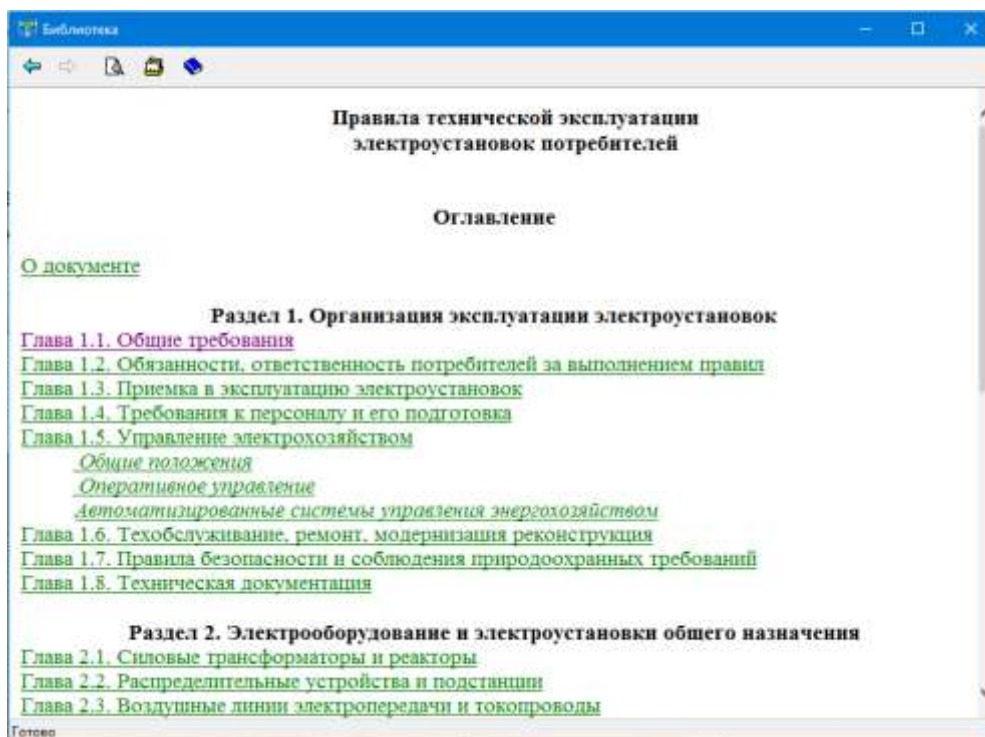 Библиотека
Правила технической эксплуатации
электроустановок потребителей
Оглавление
О документе
Раздел 1. Организация эксплуатации электроустановок
Глава 1.1. Общие требования
Глава 1.2. Обязанности, ответственность потребителей за выполнением правил
Глава 1.3. Приемка в эксплуатацию электроустановок
Глава 1.4. Требования к персоналу и его подготовка
Глава 1.5. Управление электрохозяйством
Общие положения
Оперативное управление
Автоматизированные системы управления энергохозяйством
Глава 1.6. Техобслуживание, ремонт, модернизация реконструкция
Глава 1.7. Правила безопасности и соблюдения природоохранных требований
Глава 1.8. Техническая документация
Раздел 2. Электрооборудование и электроустановки общего назначения
Глава 2.1. Силовые трансформаторы и реакторы
Глава 2.2. Распределительные устройства и подстанции
Глава 2.3. Воздушные линии электропередачи и токопроводы
Готово